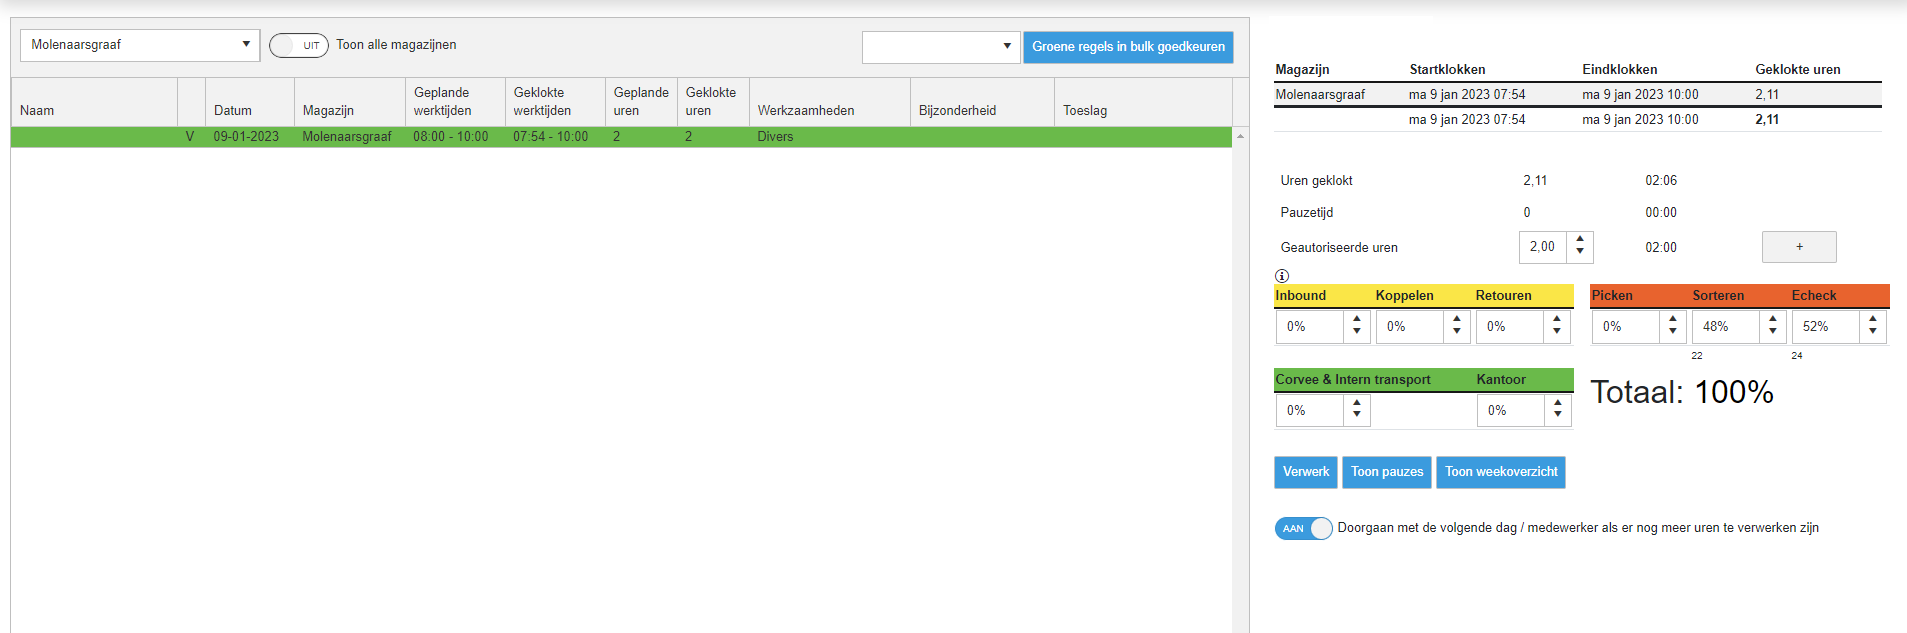 Molenaarsgraaf UIT Toon alle magazijnen Groene regels in bulk goedkeuren
Naam Datum Magazijn Geplande werktijden Geklokte werktijden Geplande uren Geklokte uren Werkzaamheden Bijzonderheid Toeslag
V 09-01-2023 Molenaarsgraaf 08:00 - 10:00 07:54 - 10:00 2 2 Divers
Magazijn Startklokken Eindklokken Geklokte uren
Molenaarsgraaf ma 9 jan 2023 07:54 ma 9 jan 2023 10:00 2,11
ma 9 jan 2023 07:54 ma 9 jan 2023 10:00 2,11
Uren geklokt 2,11 02:06
Pauzetijd 0 00:00
Geautoriseerde uren 2,00 02:00 +
Inbound Koppelen Retouren Picken Sorteren Echeck
0% 0% 0% 0% 48% 52%
22 24
Corvee & Intern transport Kantoor
Totaal: 100%
0% 0%
Verwerk Toon pauzes Toon weekoverzicht
AAN Doorgaan met de volgende dag / medewerker als er nog meer uren te verwerken zijn